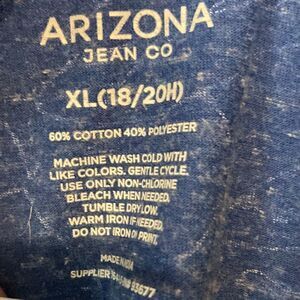 ARIZONA
JEAN CO
XL(18/20H)
60% COTTON 40% POLYESTER
MACHINE WASH COLD WITH
LIKE COLORS. GENTLE CYCLE.
USE ONLY NON-CHLORINE
BLEACH WHEN NEEDED.
TUMBLE DRY LOW.
WARM IRON IF NEEDED.
DO NOT IRON ON PRINT.
MADE IN
SUPPLIER